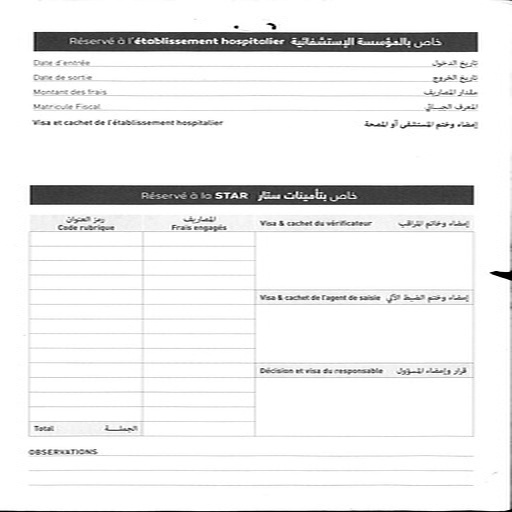 Réservé à l'établissement hospitalier خاص بالمؤسسة الإستشفائية
Date d'entrée تاريخ الدخول
Date de sortie تاريخ الخروج
Montant des frais مقدار المصاريف
Matricule Fiscal المعرف الجبائي
Visa et cachet de l'établissement hospitalier إمضاء وختم المستشفى أو المصحة
Réservé à la STAR خاص بتأمينات ستار
رمز العنوان المصاريف
Code rubrique Frais engagés Visa & cachet du vérificateur إمضاء وخاتم المراقب
Visa & cachet de l'agent de saisie إمضاء وختم الضبط الآلي
Décision et visa du responsable قرار وإمضاء المسؤول
Total الجملة
OBSERVATIONS